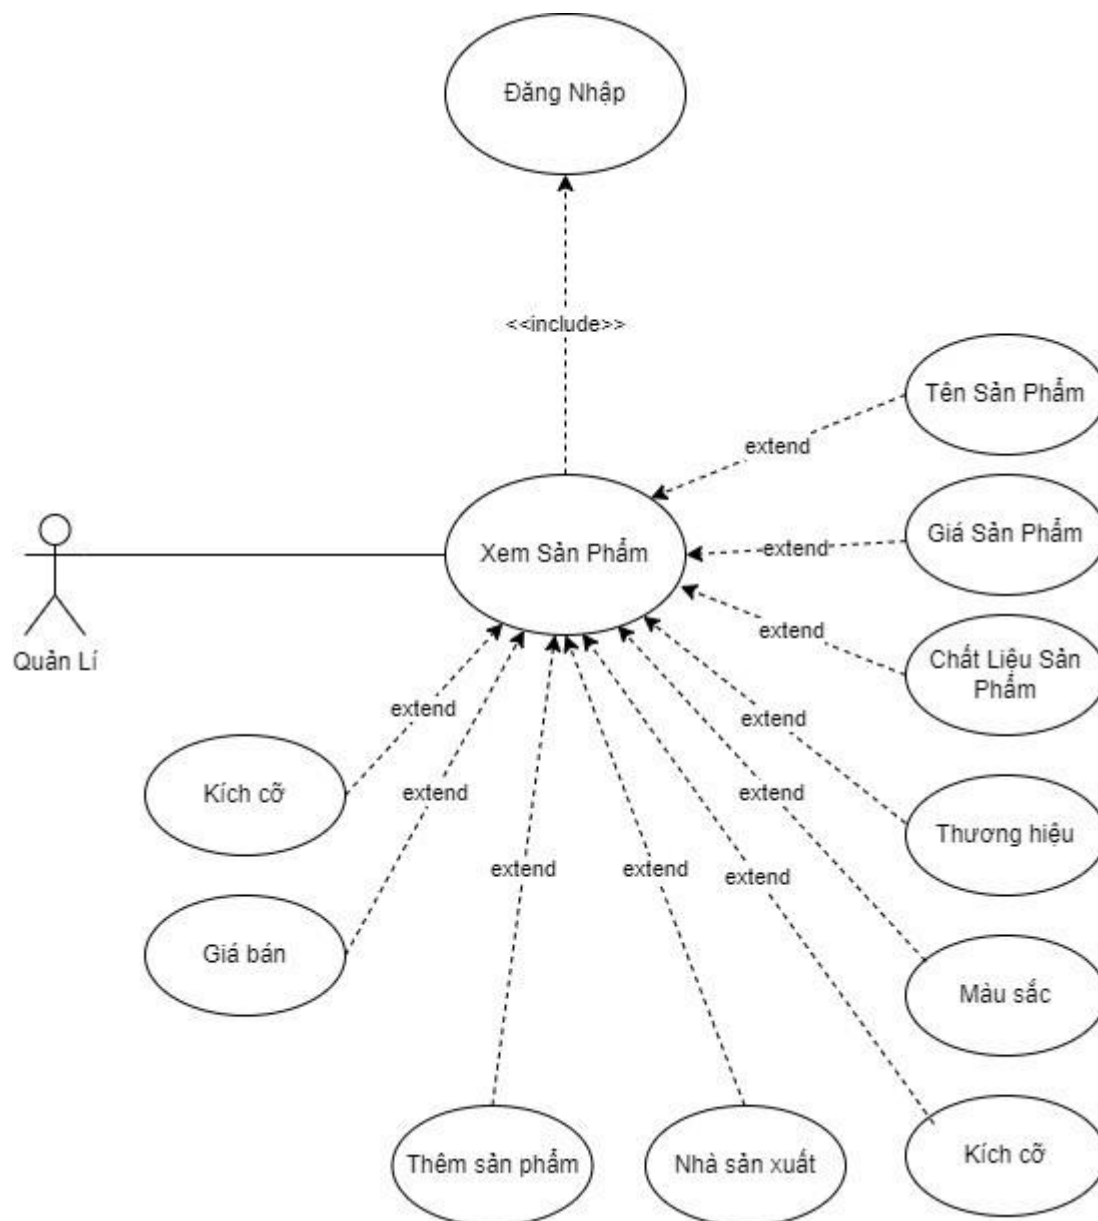 Đăng Nhập
<<include>>
Tên Sản Phẩm
extend
Giá Sản Phẩm
extend
Xem Sản Phẩm
Quản Lí
extend
Chất Liệu Sản
Phẩm
extend
extend
Kích cỡ
extend
extend
Thương hiệu
extend
extend
extend
Giá bán
Màu sắc
Thêm sản phẩm
Nhà sản xuất
Kích cỡ